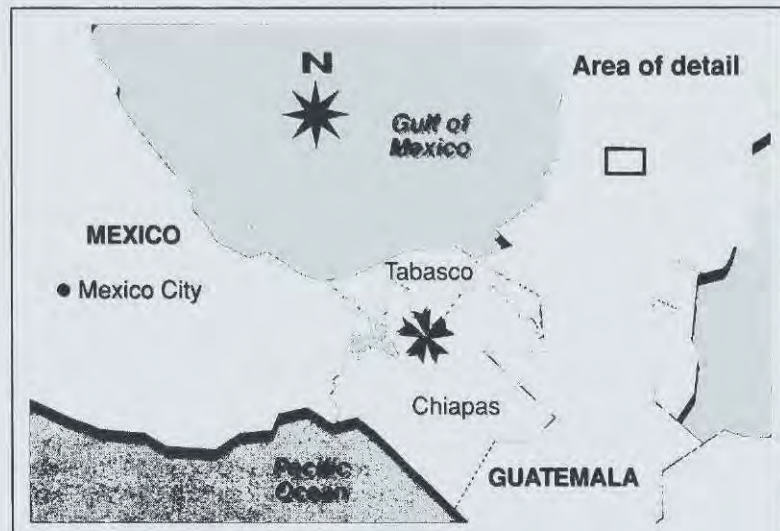 N
Area of detail
Gulf of
Mexico
MEXICO
Mexico City
Tabasco
Chiapas
Pacific
Ocean
GUATEMALA